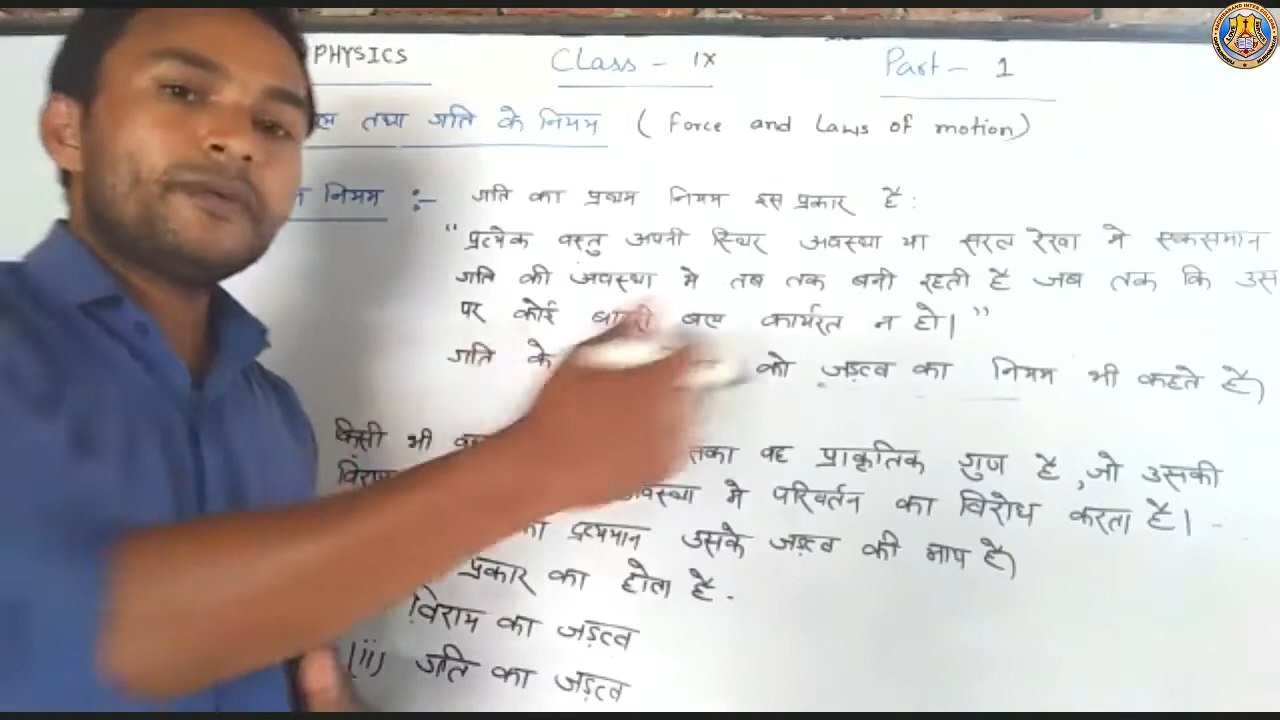 PHYSICS Class - IX Part - 1
तथा गति के नियम ( Force and Laws of motion)
नियम :- गति का प्रथम नियम इस प्रकार है :
"प्रत्येक वस्तु अपनी स्थिर अवस्था या सरल रेखा मे एकसमान
गति की अवस्था मे तब तक बनी रहती है जब तक कि उस
पर कोई बाहरी बल कार्यरत न हो।"
गति के को जड़त्व का नियम भी कहते है)
किसी भी वह प्राकृतिक गुण है ,जो उसकी
विराम अवस्था मे परिवर्तन का विरोध करता है।
द्रव्यमान उसके जड़त्व की माप है)
प्रकार का होता है -
विराम का जड़त्व
(ii) गति का जड़त्व